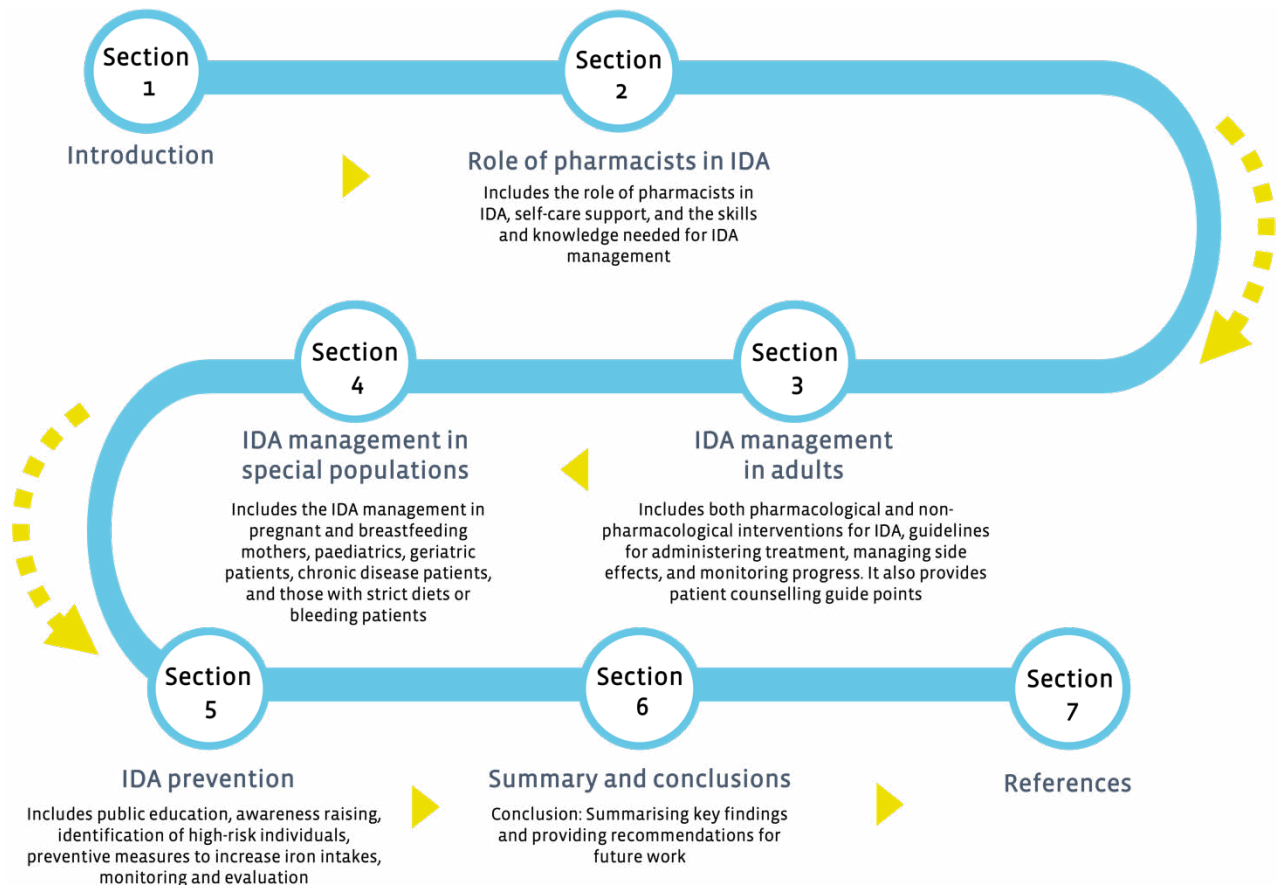 Section
1
Introduction
Section
2
Role of pharmacists in IDA
Includes the role of pharmacists in
IDA, self-care support, and the skills
and knowledge needed for IDA
management
Section
3
IDA management
in adults
Includes both pharmacological and non-
pharmacological interventions for IDA, guidelines
for administering treatment, managing side
effects, and monitoring progress. It also provides
patient counselling guide points
Section
4
IDA management in
special populations
Includes the IDA management in
pregnant and breastfeeding
mothers, paediatrics, geriatric
patients, chronic disease patients,
and those with strict diets or
bleeding patients
Section
5
IDA prevention
Includes public education, awareness raising,
identification of high-risk individuals,
preventive measures to increase iron intakes,
monitoring and evaluation
Section
6
Summary and conclusions
Conclusion: Summarising key findings
and providing recommendations for
future work
Section
7
References